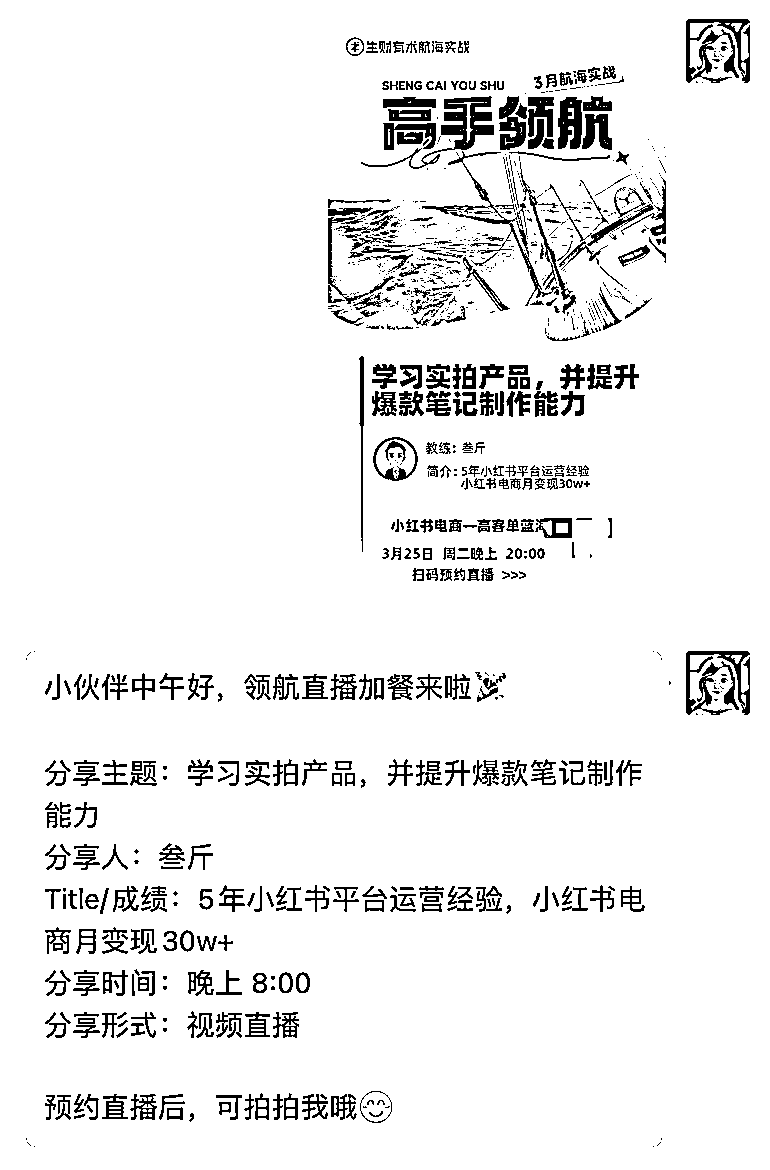 生财有术航海实战
SHENG CAI YOU SHU
3月航海实战
高手领航
学习实拍产品，并提升
爆款笔记制作能力
教练：叁斤
简介：5年小红书平台运营经验
小红书电商月变现30w+
小红书电商—高客单蓝海
3月25日 周二晚上 20:00
扫码预约直播 >>>
小伙伴中午好，领航直播加餐来啦🎉
分享主题：学习实拍产品，并提升爆款笔记制作
能力
分享人：叁斤
Title/成绩：5年小红书平台运营经验，小红书电
商月变现30w+
分享时间：晚上 8:00
分享形式：视频直播
预约直播后，可拍拍我哦😊